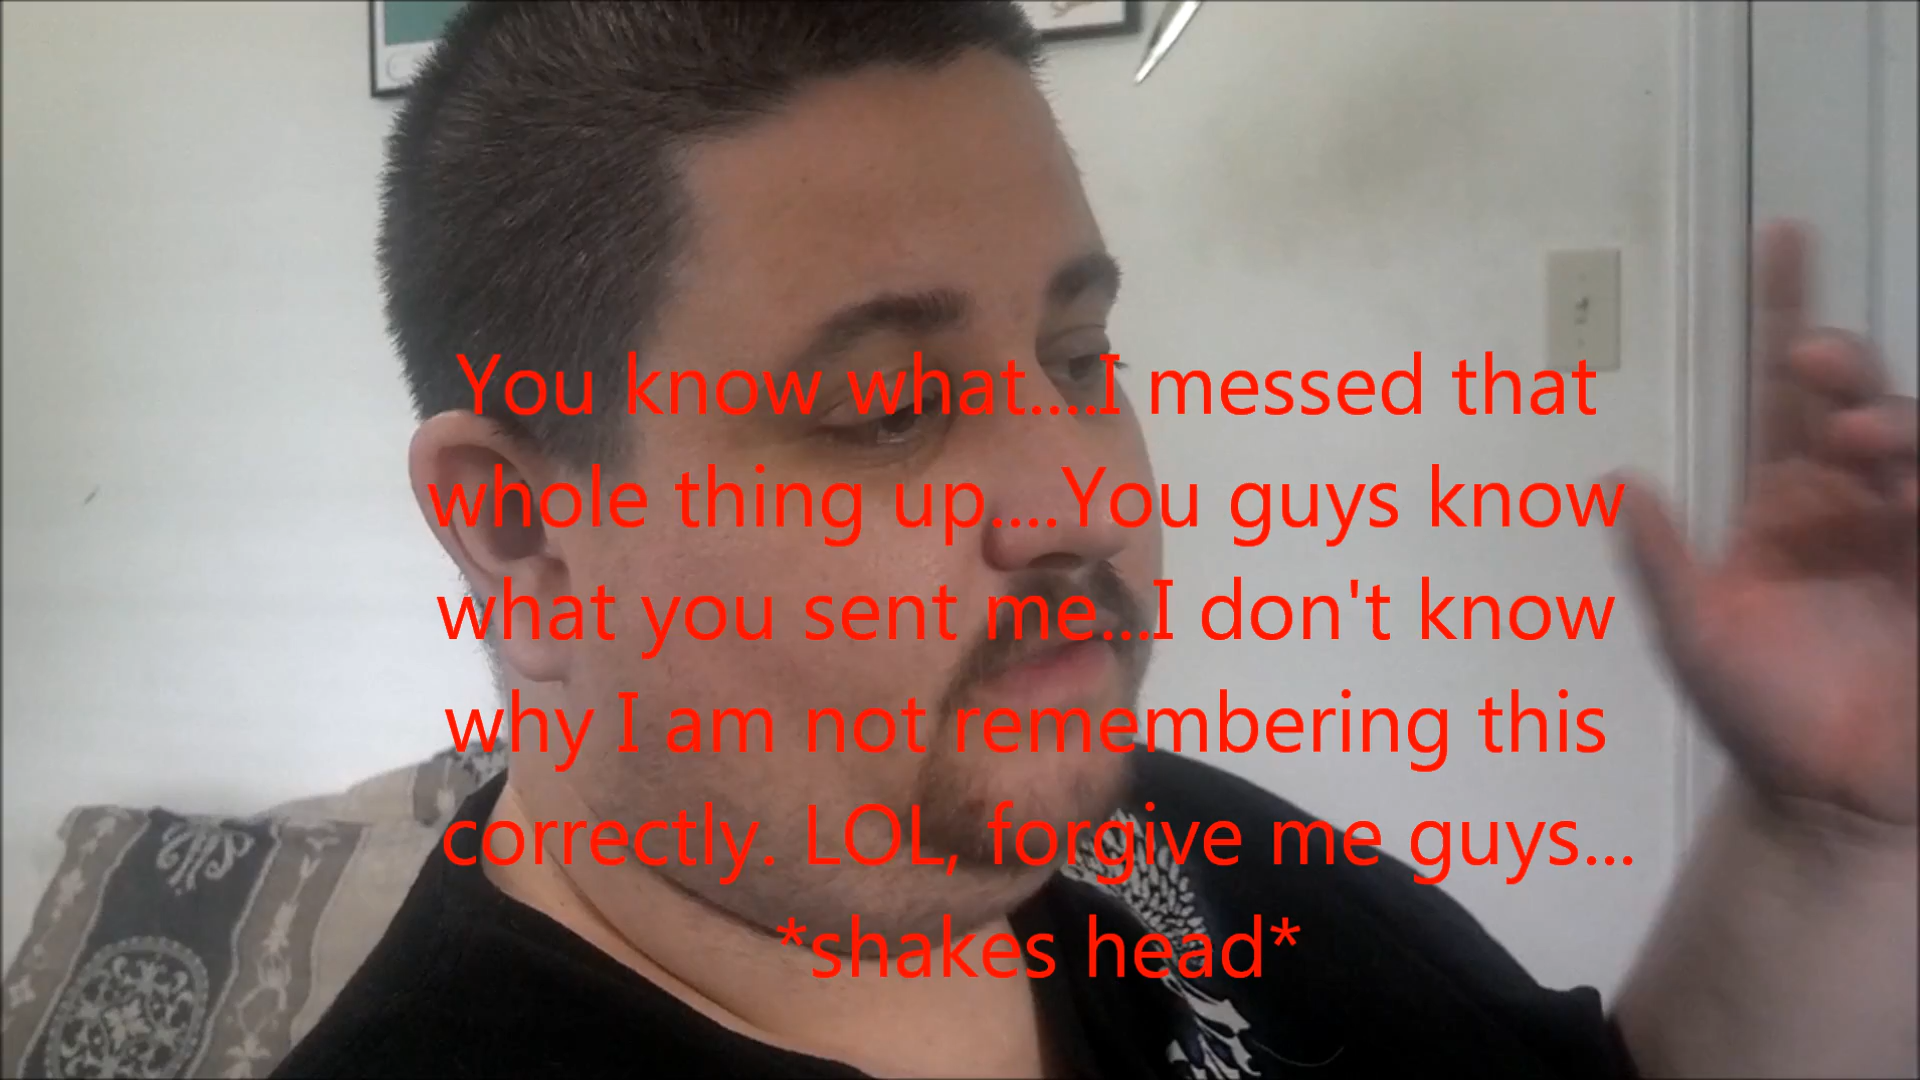 You know what....I messed that
whole thing up....You guys know
what you sent me...I don't know
why I am not remembering this
correctly. LOL, forgive me guys...
*shakes head*